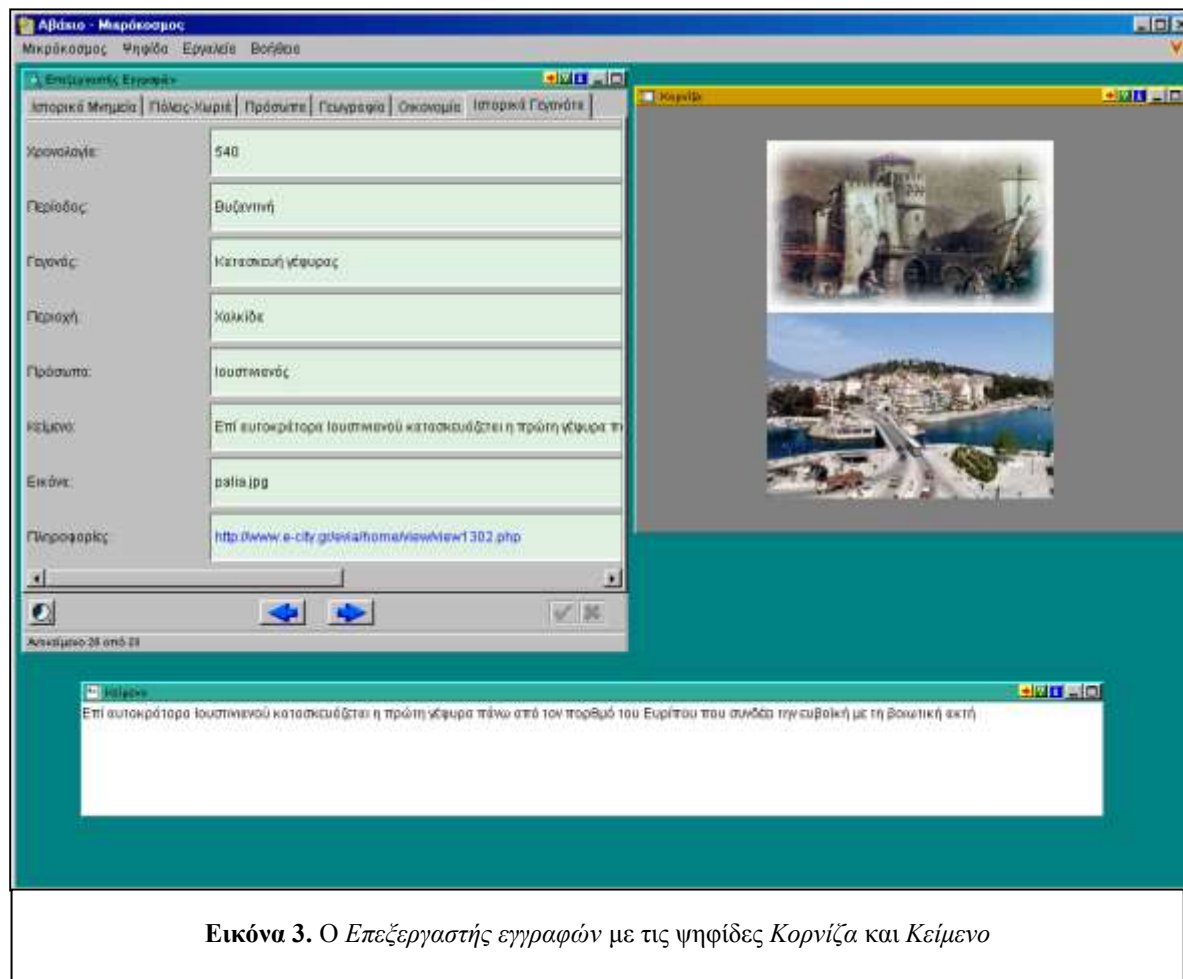 Αβάκιο - Μικρόκοσμος
Μικρόκοσμος Ψηφίδα Εργαλεία Βοήθεια
Επεξεργαστής Εγγραφών
Ιστορικά Μνημεία Πόλεις-Χωριά Πρόσωπα Γεωγραφία Οικονομία Ιστορικά Γεγονότα
Χρονολογία: 540
Περίοδος: Βυζαντινή
Γεγονός: Κατασκευή γέφυρας
Περιοχή: Χαλκίδα
Πρόσωπα: Ιουστινιανός
Κείμενο: Επί αυτοκράτορα Ιουστινιανού κατασκευάζεται η πρώτη γέφυρα π
Εικόνα: palia.jpg
Πληροφορίες: http://www.e-city.gr/evia/home/view/view1302.php
Αντικείμενο 28 από
Κορνίζα
Κείμενο
Επί αυτοκράτορα Ιουστινιανού κατασκευάζεται η πρώτη γέφυρα πάνω από τον πορθμό του Ευρίπου που συνδέει την ευβοϊκή με τη βοιωτική ακτή
Εικόνα 3. Ο Επεξεργαστής εγγραφών με τις ψηφίδες Κορνίζα και Κείμενο